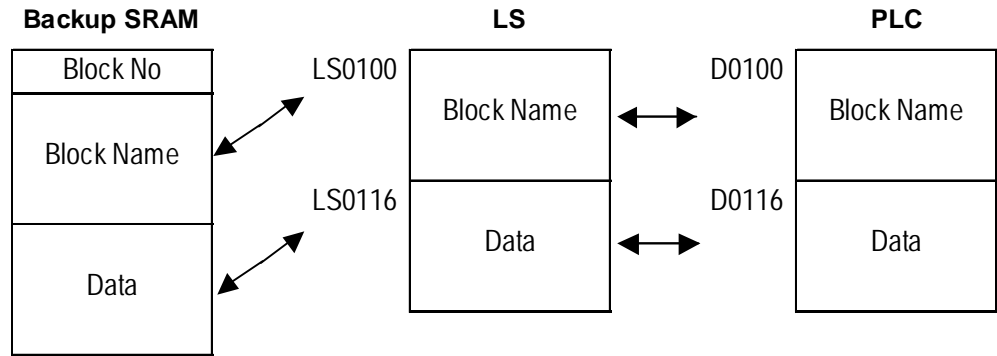 Backup SRAM
LS
PLC
Block No
LS0100
D0100
Block Name
Block Name
Block Name
LS0116
D0116
Data
Data
Data